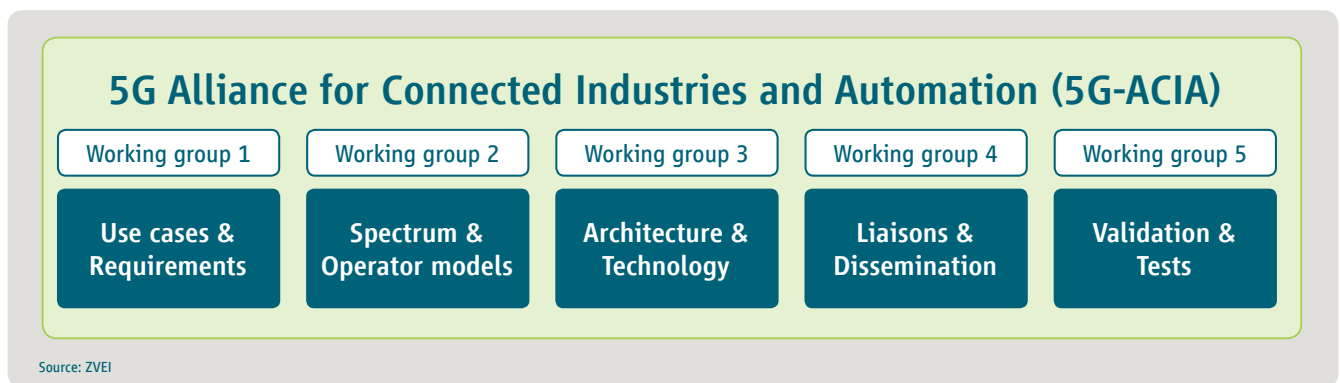 5G Alliance for Connected Industries and Automation (5G-ACIA)
Working group 1
Use cases &
Requirements
Working group 2
Spectrum &
Operator models
Working group 3
Architecture &
Technology
Working group 4
Liaisons &
Dissemination
Working group 5
Validation &
Tests
Source: ZVEI